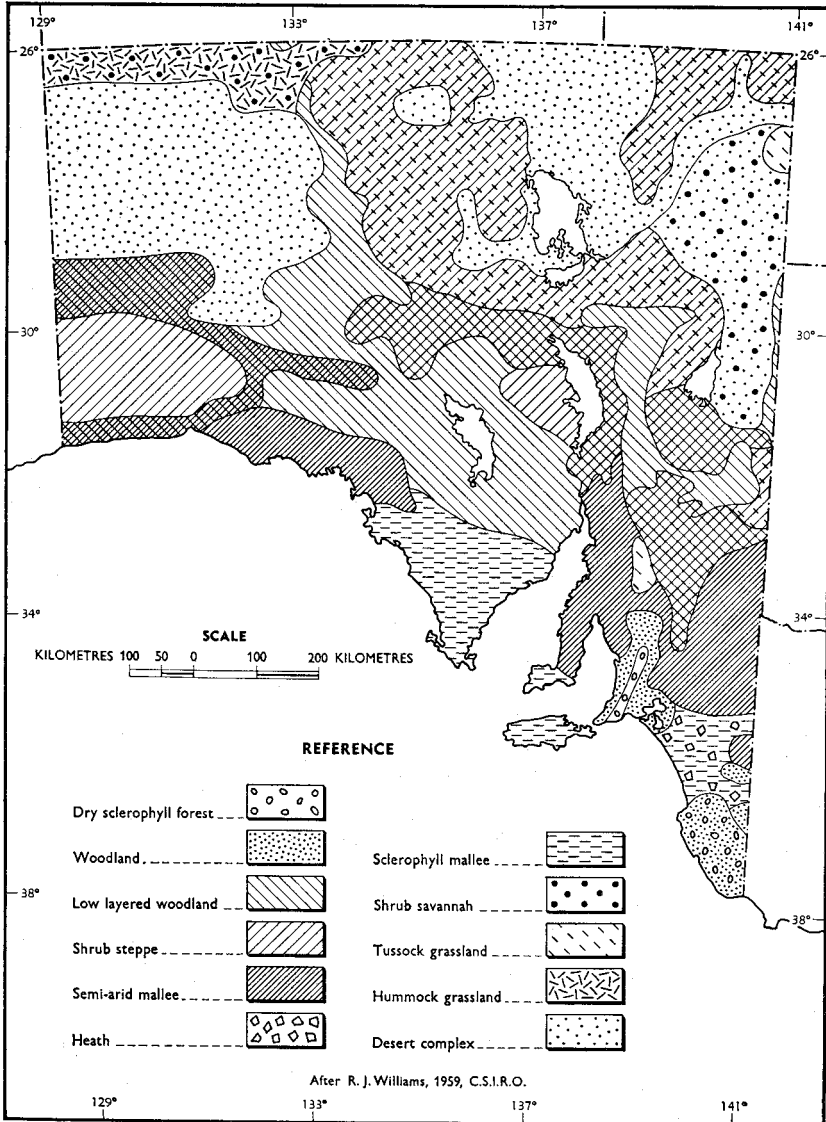 129° 133° 137° 141°
26° 26°
30° 30°
34° 34°
SCALE
KILOMETRES 100 50 0 100 200 KILOMETRES
REFERENCE
Dry sclerophyll forest
Woodland
Low layered woodland
Shrub steppe
Semi-arid mallee
Heath
Sclerophyll mallee
Shrub savannah
Tussock grassland
Hummock grassland
Desert complex
38° 38°
After R. J. Williams, 1959, C.S.I.R.O.
129° 133° 137° 141°